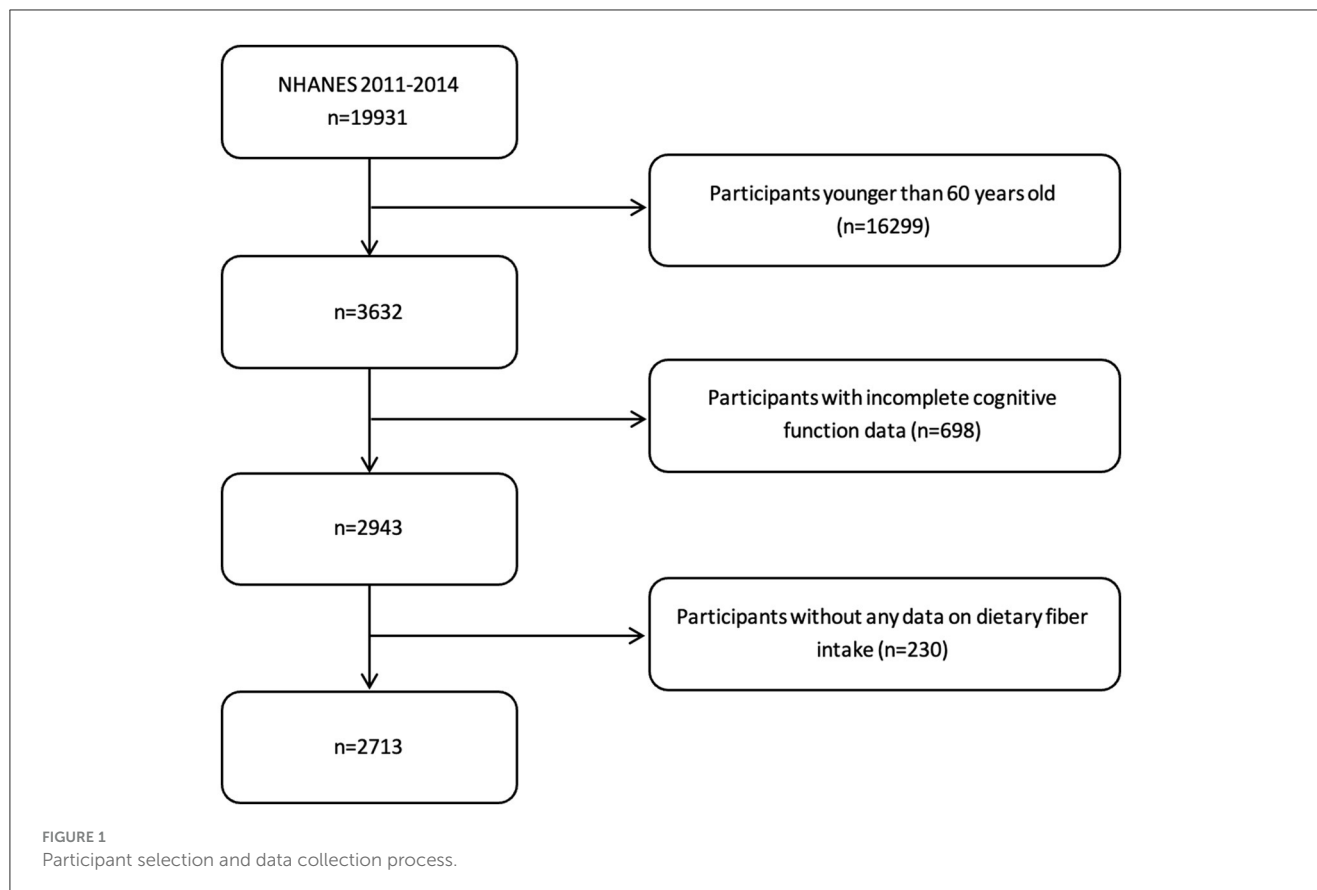 NHANES 2011-2014
n=19931
Participants younger than 60 years old
(n=16299)
n=3632
Participants with incomplete cognitive
function data (n=698)
n=2943
Participants without any data on dietary fiber
intake (n=230)
n=2713
FIGURE 1
Participant selection and data collection process.